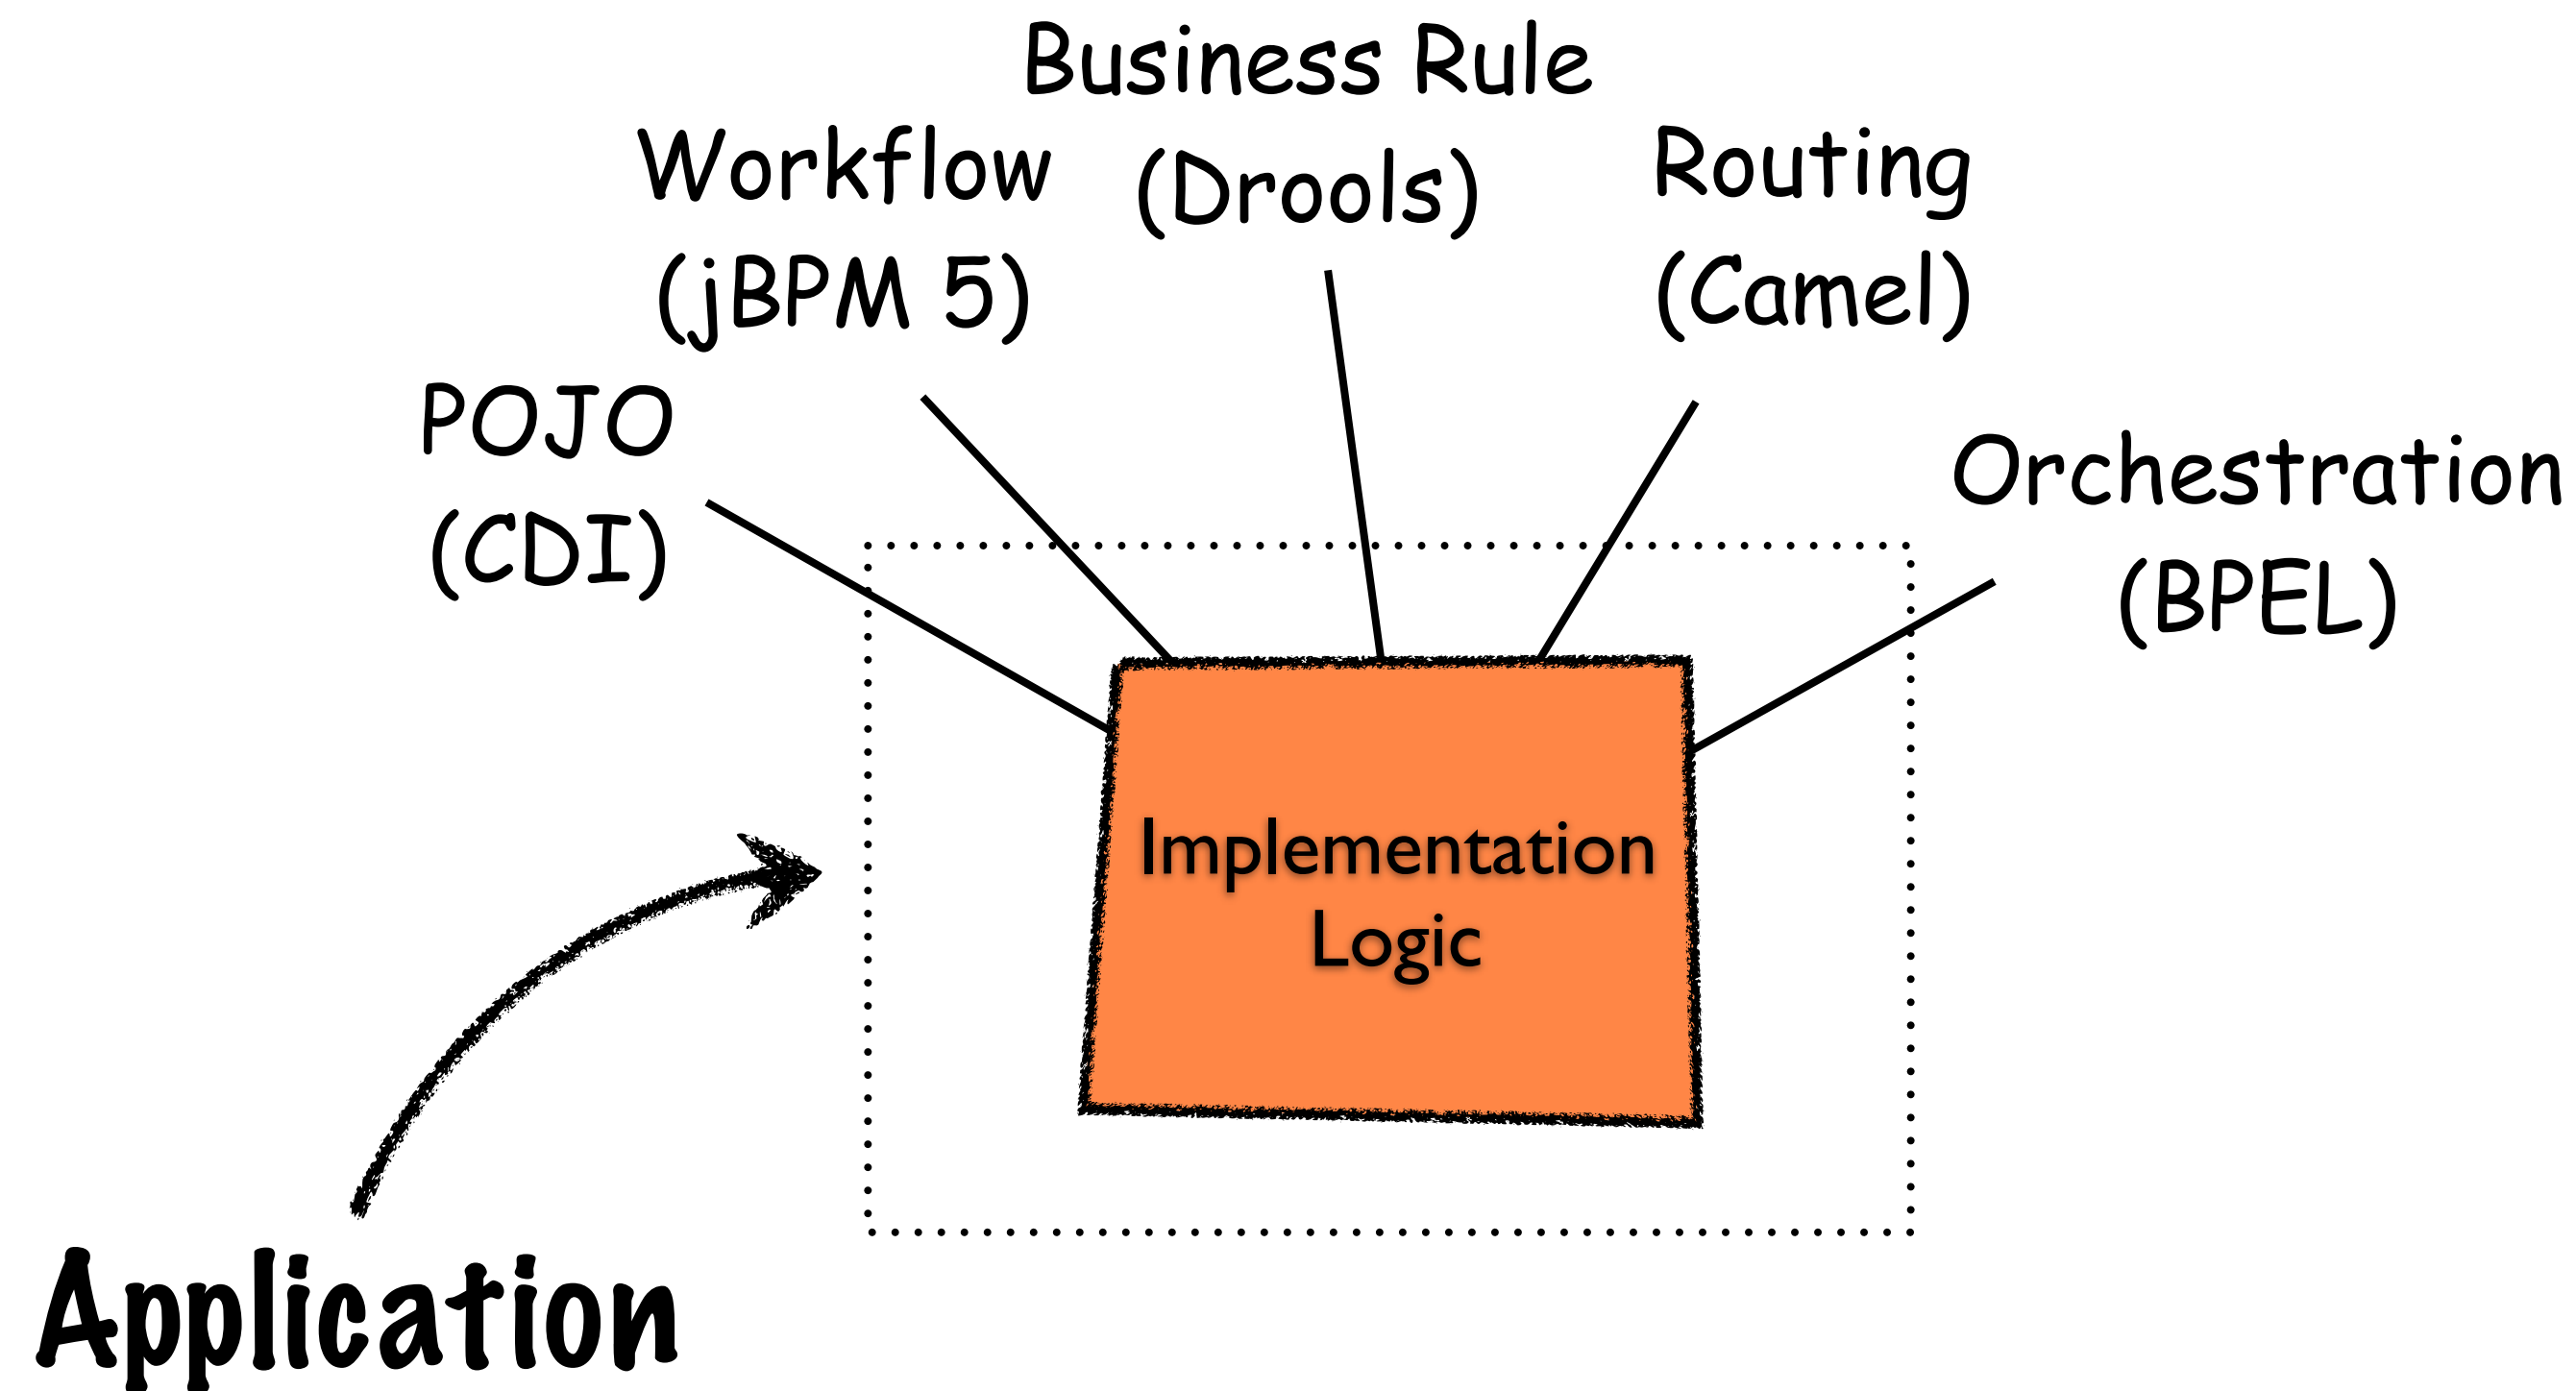 Business Rule
(Drools)
Workflow
(jBPM 5)
Routing
(Camel)
POJO
(CDI)
Orchestration
(BPEL)
Implementation
Logic
Application